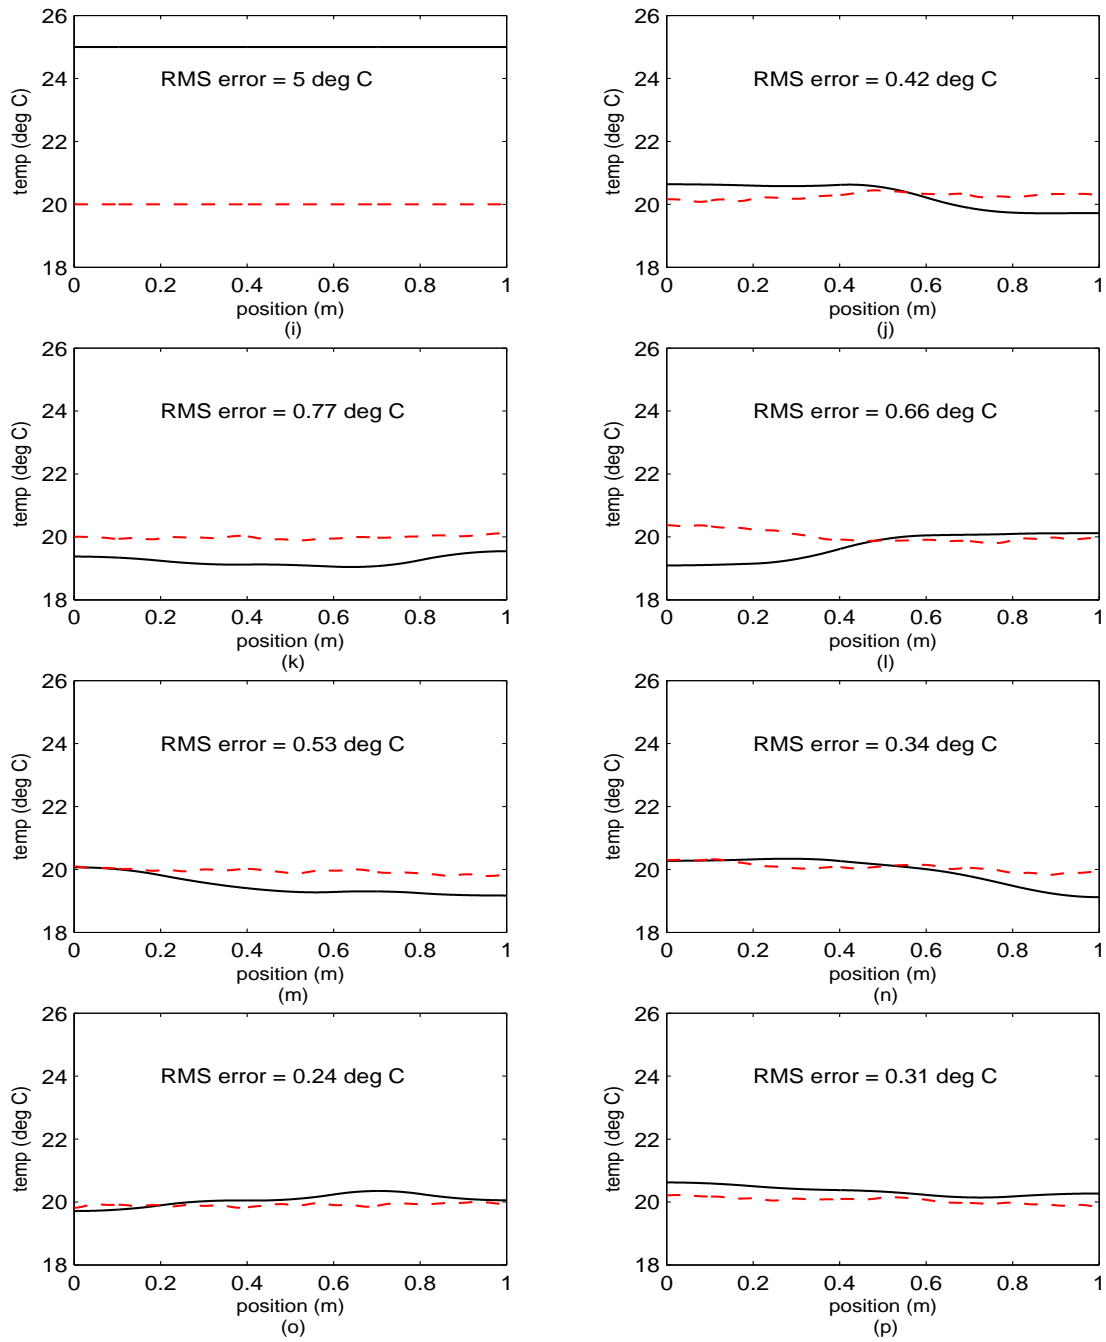 26
24
22
20
18
temp (deg C)
RMS error = 5 deg C
0 0.2 0.4 0.6 0.8 1
position (m)
(i)
26
24
22
20
18
temp (deg C)
RMS error = 0.42 deg C
0 0.2 0.4 0.6 0.8 1
position (m)
(j)
26
24
22
20
18
temp (deg C)
RMS error = 0.77 deg C
0 0.2 0.4 0.6 0.8 1
position (m)
(k)
26
24
22
20
18
temp (deg C)
RMS error = 0.66 deg C
0 0.2 0.4 0.6 0.8 1
position (m)
(l)
26
24
22
20
18
temp (deg C)
RMS error = 0.53 deg C
0 0.2 0.4 0.6 0.8 1
position (m)
(m)
26
24
22
20
18
temp (deg C)
RMS error = 0.34 deg C
0 0.2 0.4 0.6 0.8 1
position (m)
(n)
26
24
22
20
18
temp (deg C)
RMS error = 0.24 deg C
0 0.2 0.4 0.6 0.8 1
position (m)
(o)
26
24
22
20
18
temp (deg C)
RMS error = 0.31 deg C
0 0.2 0.4 0.6 0.8 1
position (m)
(p)